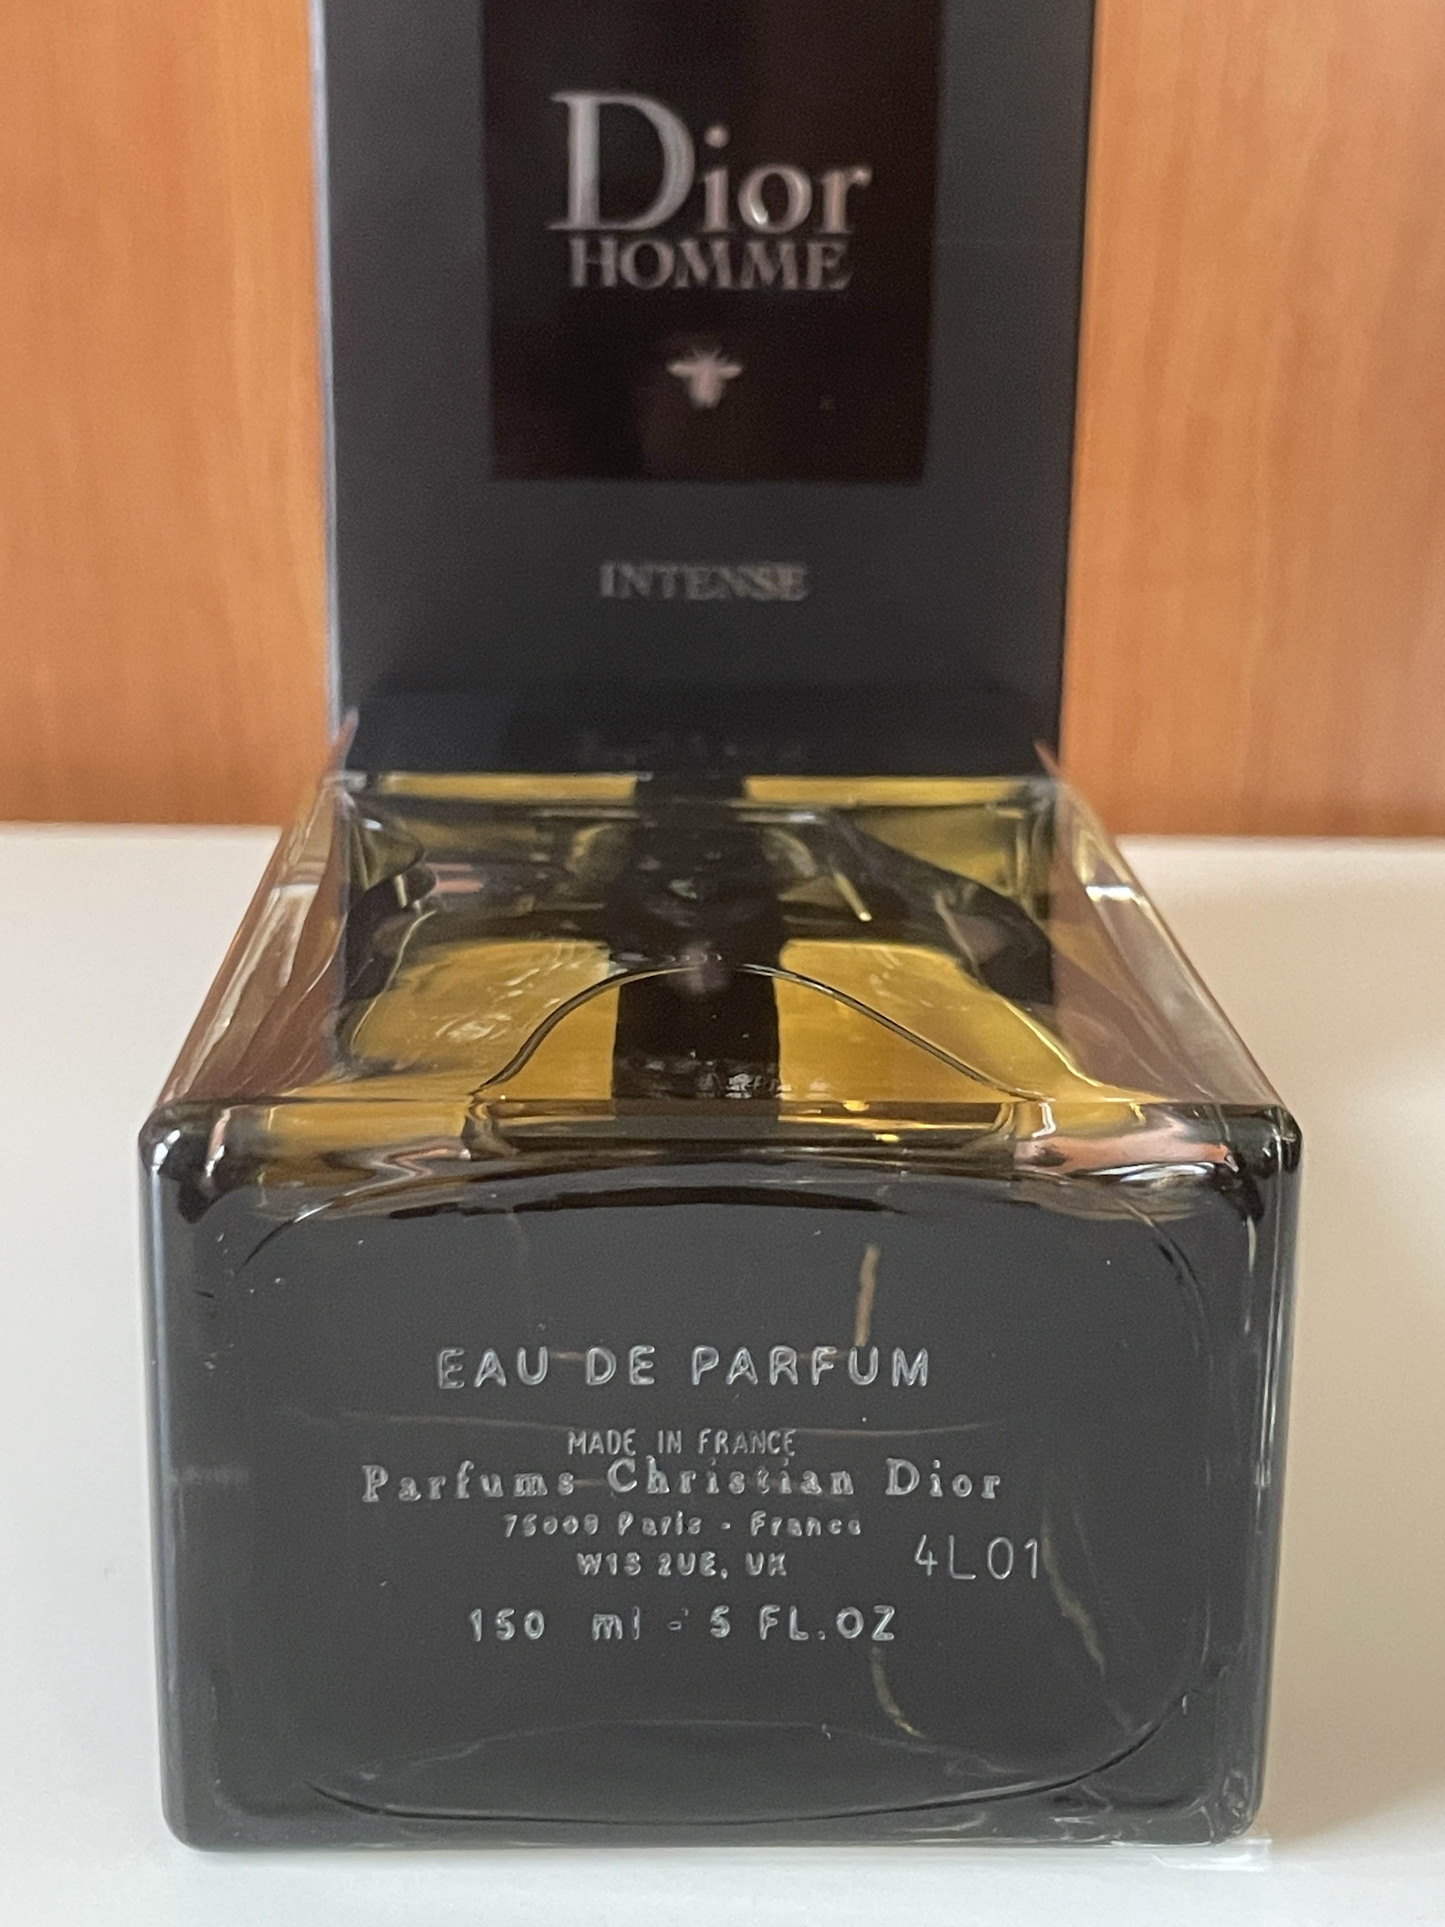 Dior
HOMME
INTENSE
EAU DE PARFUM
MADE IN FRANCE
Parfums Christian Dior
75008 Paris - France
W1S 2UE, UK
4L01
150 ml - 5 FL.OZ